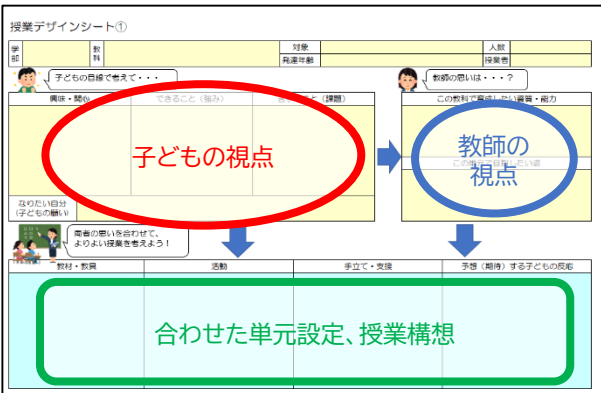 授業デザインシート①
学部
教科
対象
人数
発達年齢
授業者
子どもの目線で考えて・・・
教師の思いは・・・?
興味・関心
できること(強み)
(課題)
この教科で育成したい資質・能力
子どもの視点
教師の視点
なりたい自分
(子どもの願い)
両者の思いを合わせて、
よりよい授業を考えよう!
教材・教具
活動
手立て・支援
予想(期待)する子どもの反応
合わせた単元設定、授業構想